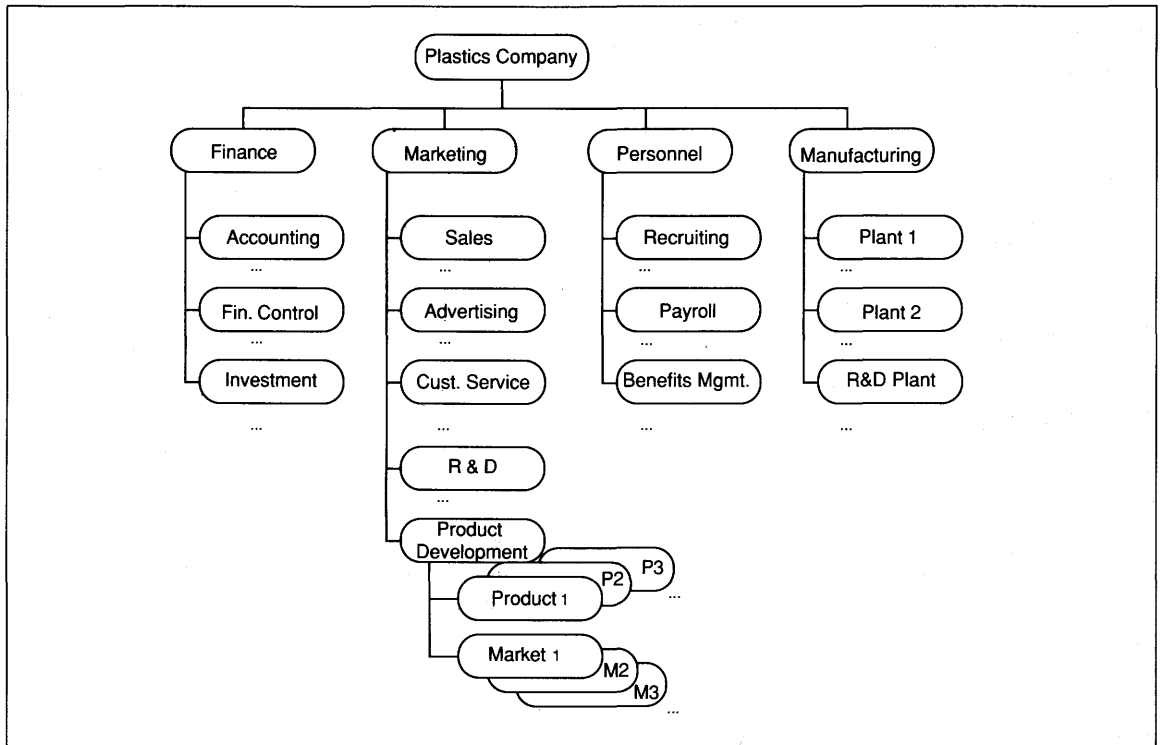 Plastics Company
Finance
Marketing
Personnel
Manufacturing
Accounting
...
Fin. Control
...
Investment
...
Sales
...
Advertising
...
Cust. Service
...
R & D
...
Product
Development
Product 1
P2
P3
...
Market 1
M2
M3
...
Recruiting
...
Payroll
...
Benefits Mgmt.
...
Plant 1
...
Plant 2
...
R&D Plant
...